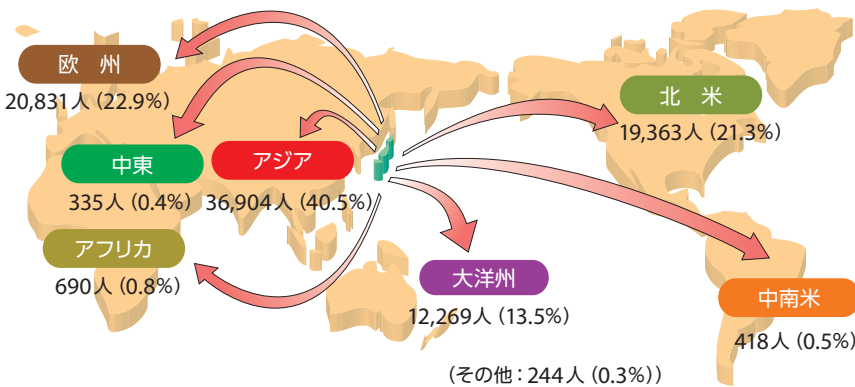 欧 州
20,831人 (22.9%)
北 米
19,363人 (21.3%)
中東
335人 (0.4%)
アジア
36,904人 (40.5%)
アフリカ
690人 (0.8%)
大洋州
12,269人 (13.5%)
中南米
418人 (0.5%)
(その他:244人 (0.3%))